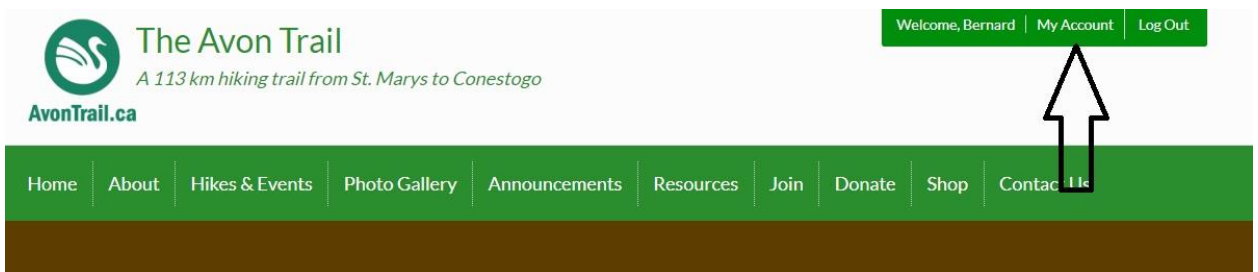 The Avon Trail
A 113 km hiking trail from St. Marys to Conestogo
AvonTrail.ca
Welcome, Bernard | My Account | Log Out
Home About Hikes & Events Photo Gallery Announcements Resources Join Donate Shop Contact Us